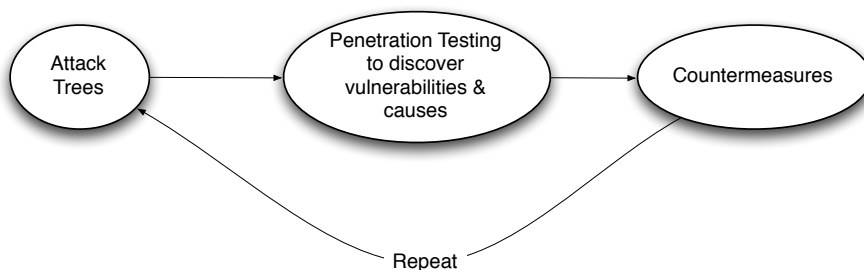 Attack
Trees
Penetration Testing
to discover
vulnerabilities &
causes
Countermeasures
Repeat